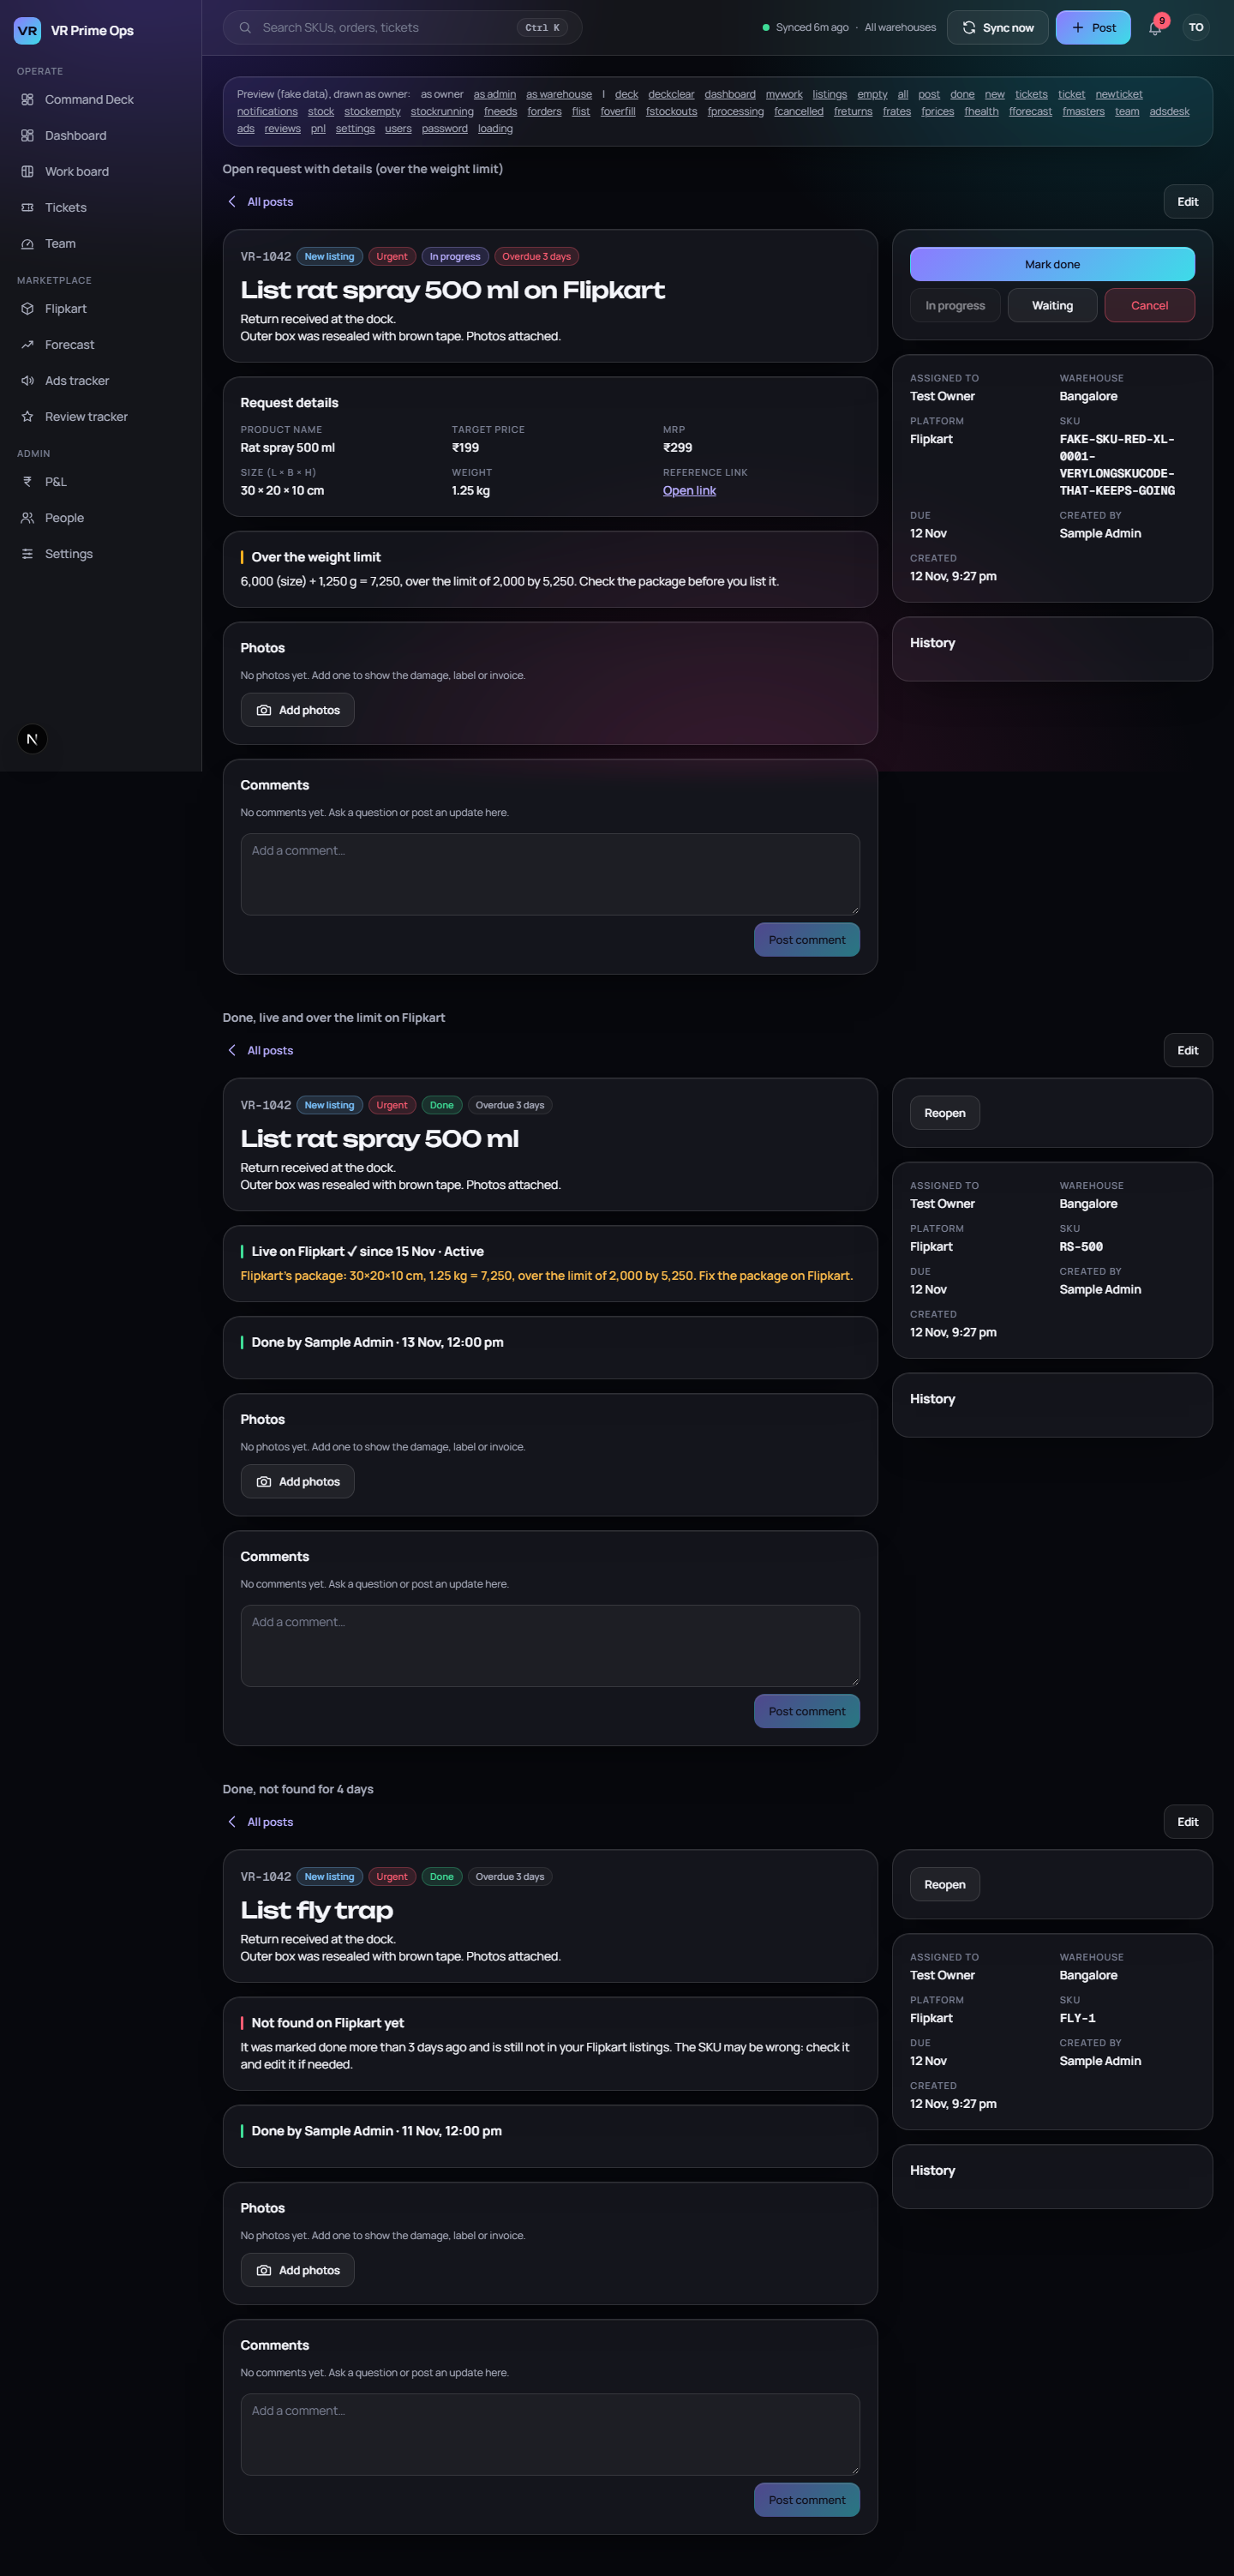 VR
VR Prime Ops
Search SKUs, orders, tickets
Ctrl K
Synced 6m ago · All warehouses
Sync now
Post
9
TO
OPERATE
Command Deck
Dashboard
Work board
Tickets
Team
MARKETPLACE
Flipkart
Forecast
Ads tracker
Review tracker
ADMIN
P&L
People
Settings
N
Preview (fake data), drawn as owner: as owner as admin as warehouse | deck deckclear dashboard mywork listings empty all post done new tickets ticket newticket
notifications stock stockempty stockrunning fneeds forders flist foverfill fstockouts fprocessing fcancelled freturns frates fprices fhealth fforecast fmasters team adsdesk
ads reviews pnl settings users password loading
Open request with details (over the weight limit)
All posts
Edit
VR-1042 New listing Urgent In progress Overdue 3 days
List rat spray 500 ml on Flipkart
Return received at the dock.
Outer box was resealed with brown tape. Photos attached.
Request details
PRODUCT NAME TARGET PRICE MRP
Rat spray 500 ml ₹199 ₹299
SIZE (L × B × H) WEIGHT REFERENCE LINK
30 × 20 × 10 cm 1.25 kg Open link
Over the weight limit
6,000 (size) + 1,250 g = 7,250, over the limit of 2,000 by 5,250. Check the package before you list it.
Photos
No photos yet. Add one to show the damage, label or invoice.
Add photos
Comments
No comments yet. Ask a question or post an update here.
Add a comment...
Post comment
Mark done
In progress Waiting Cancel
ASSIGNED TO WAREHOUSE
Test Owner Bangalore
PLATFORM SKU
Flipkart FAKE-SKU-RED-XL-
0001-
VERYLONGSKUCODE-
THAT-KEEPS-GOING
DUE CREATED BY
12 Nov Sample Admin
CREATED
12 Nov, 9:27 pm
History
Done, live and over the limit on Flipkart
All posts
Edit
VR-1042 New listing Urgent Done Overdue 3 days
List rat spray 500 ml
Return received at the dock.
Outer box was resealed with brown tape. Photos attached.
Live on Flipkart ✓ since 15 Nov · Active
Flipkart's package: 30×20×10 cm, 1.25 kg = 7,250, over the limit of 2,000 by 5,250. Fix the package on Flipkart.
Done by Sample Admin · 13 Nov, 12:00 pm
Photos
No photos yet. Add one to show the damage, label or invoice.
Add photos
Comments
No comments yet. Ask a question or post an update here.
Add a comment...
Post comment
Reopen
ASSIGNED TO WAREHOUSE
Test Owner Bangalore
PLATFORM SKU
Flipkart RS-500
DUE CREATED BY
12 Nov Sample Admin
CREATED
12 Nov, 9:27 pm
History
Done, not found for 4 days
All posts
Edit
VR-1042 New listing Urgent Done Overdue 3 days
List fly trap
Return received at the dock.
Outer box was resealed with brown tape. Photos attached.
Not found on Flipkart yet
It was marked done more than 3 days ago and is still not in your Flipkart listings. The SKU may be wrong: check it
and edit it if needed.
Done by Sample Admin · 11 Nov, 12:00 pm
Photos
No photos yet. Add one to show the damage, label or invoice.
Add photos
Comments
No comments yet. Ask a question or post an update here.
Add a comment...
Post comment
Reopen
ASSIGNED TO WAREHOUSE
Test Owner Bangalore
PLATFORM SKU
Flipkart FLY-1
DUE CREATED BY
12 Nov Sample Admin
CREATED
12 Nov, 9:27 pm
History